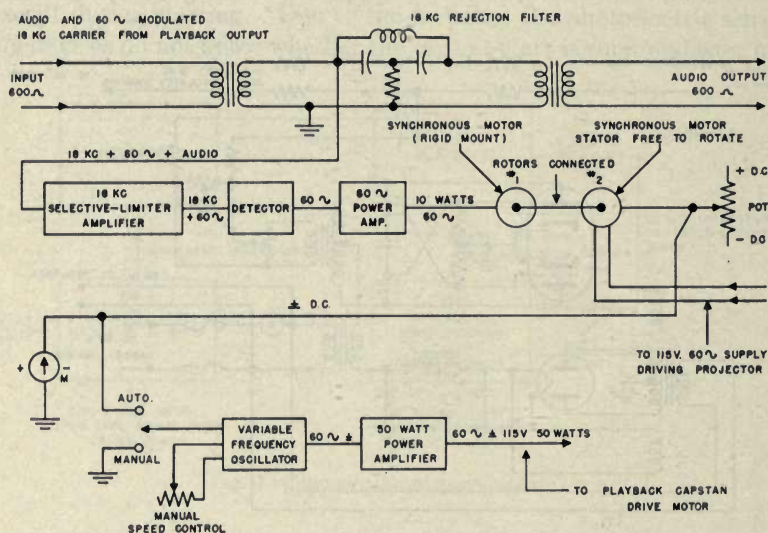 AUDIO AND 60 ∿ MODULATED
18 KC CARRIER FROM PLAYBACK OUTPUT
18 KC REJECTION FILTER
INPUT
600 Ω
AUDIO OUTPUT
600 Ω
SYNCHRONOUS MOTOR
(RIGID MOUNT)
SYNCHRONOUS MOTOR
STATOR FREE TO ROTATE
18 KC + 60 ∿ + AUDIO
ROTORS CONNECTED
#1
#2
+ D.C.
POT
- D.C.
18 KC
SELECTIVE-LIMITER
AMPLIFIER
18 KC
+ 60 ∿
DETECTOR
60 ∿
60 ∿
POWER
AMP.
10 WATTS
60 ∿
± D.C.
TO 115V. 60 ∿ SUPPLY
DRIVING PROJECTOR
+
-
M
AUTO.
MANUAL
VARIABLE
FREQUENCY
OSCILLATOR
60 ∿ ±
50 WATT
POWER
AMPLIFIER
60 ∿ ± 115V 50 WATTS
TO PLAYBACK CAPSTAN
DRIVE MOTOR
MANUAL
SPEED CONTROL